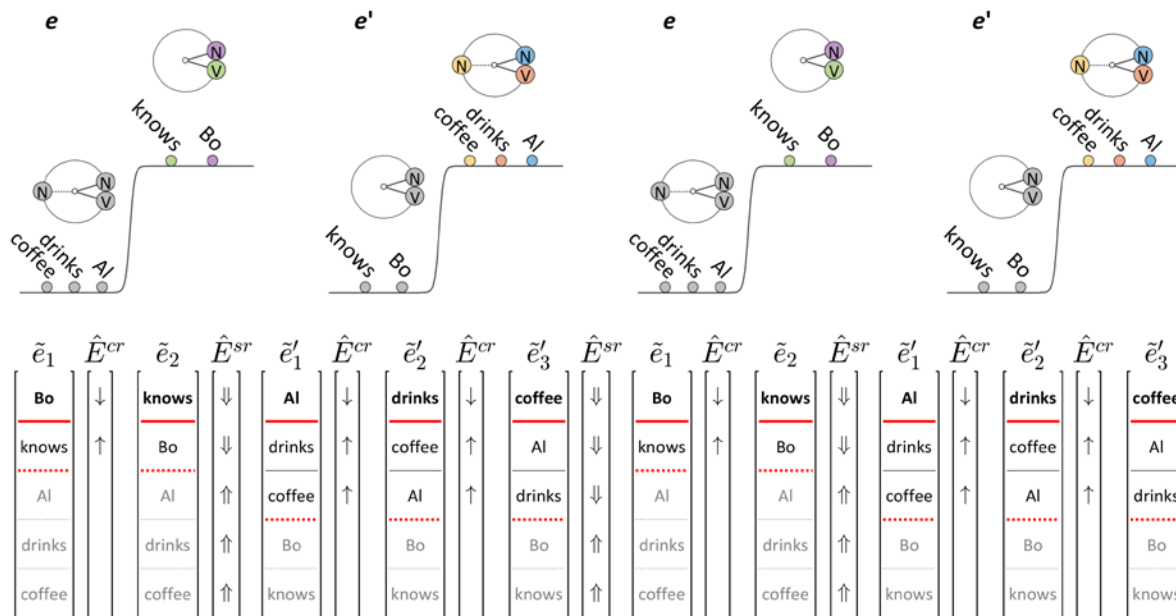 e e' e e'
N V N N V N V N N V
knows Bo coffee drinks Al knows Bo coffee drinks Al
N N V N V N N V N V
coffee drinks Al knows Bo coffee drinks Al knows Bo
ẽ₁ Ê^cr ẽ₂ Ê^sr ẽ′₁ Ê^cr ẽ′₂ Ê^cr ẽ′₃ Ê^sr ẽ₁ Ê^cr ẽ₂ Ê^sr ẽ′₁ Ê^cr ẽ′₂ Ê^cr ẽ′₃
Bo ↓ knows ⇓ Al ↓ drinks ↓ coffee ⇓ Bo ↓ knows ⇓ Al ↓ drinks ↓ coffee
knows ↑ Bo ⇓ drinks ↑ coffee ↑ Al ⇓ knows ↑ Bo ⇓ drinks ↑ coffee ↑ Al
Al Al ⇑ coffee ↑ Al ↑ drinks ⇓ Al Al ⇑ coffee ↑ Al ↑ drinks
drinks drinks ⇑ Bo Bo Bo ⇑ drinks drinks ⇑ Bo Bo Bo
coffee coffee ⇑ knows knows knows ⇑ coffee coffee ⇑ knows knows knows